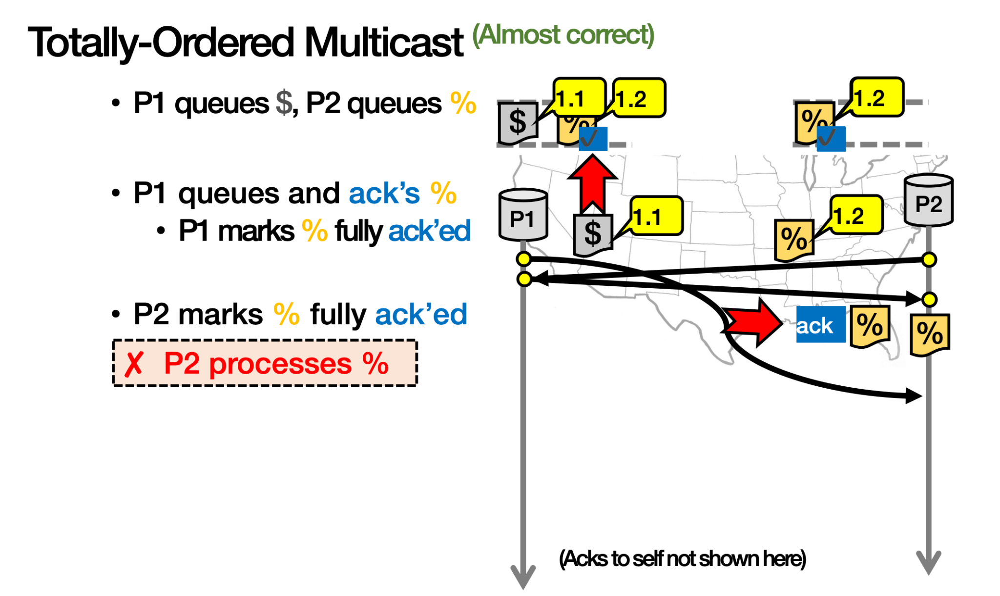 Totally-Ordered Multicast (Almost correct)
• P1 queues $, P2 queues %
• P1 queues and ack’s %
• P1 marks % fully ack’ed
• P2 marks % fully ack’ed
✗ P2 processes %
$ 1.1 % 1.2
✓
% 1.2
✓
P1
P2
$ 1.1
% 1.2
ack %
%
(Acks to self not shown here)